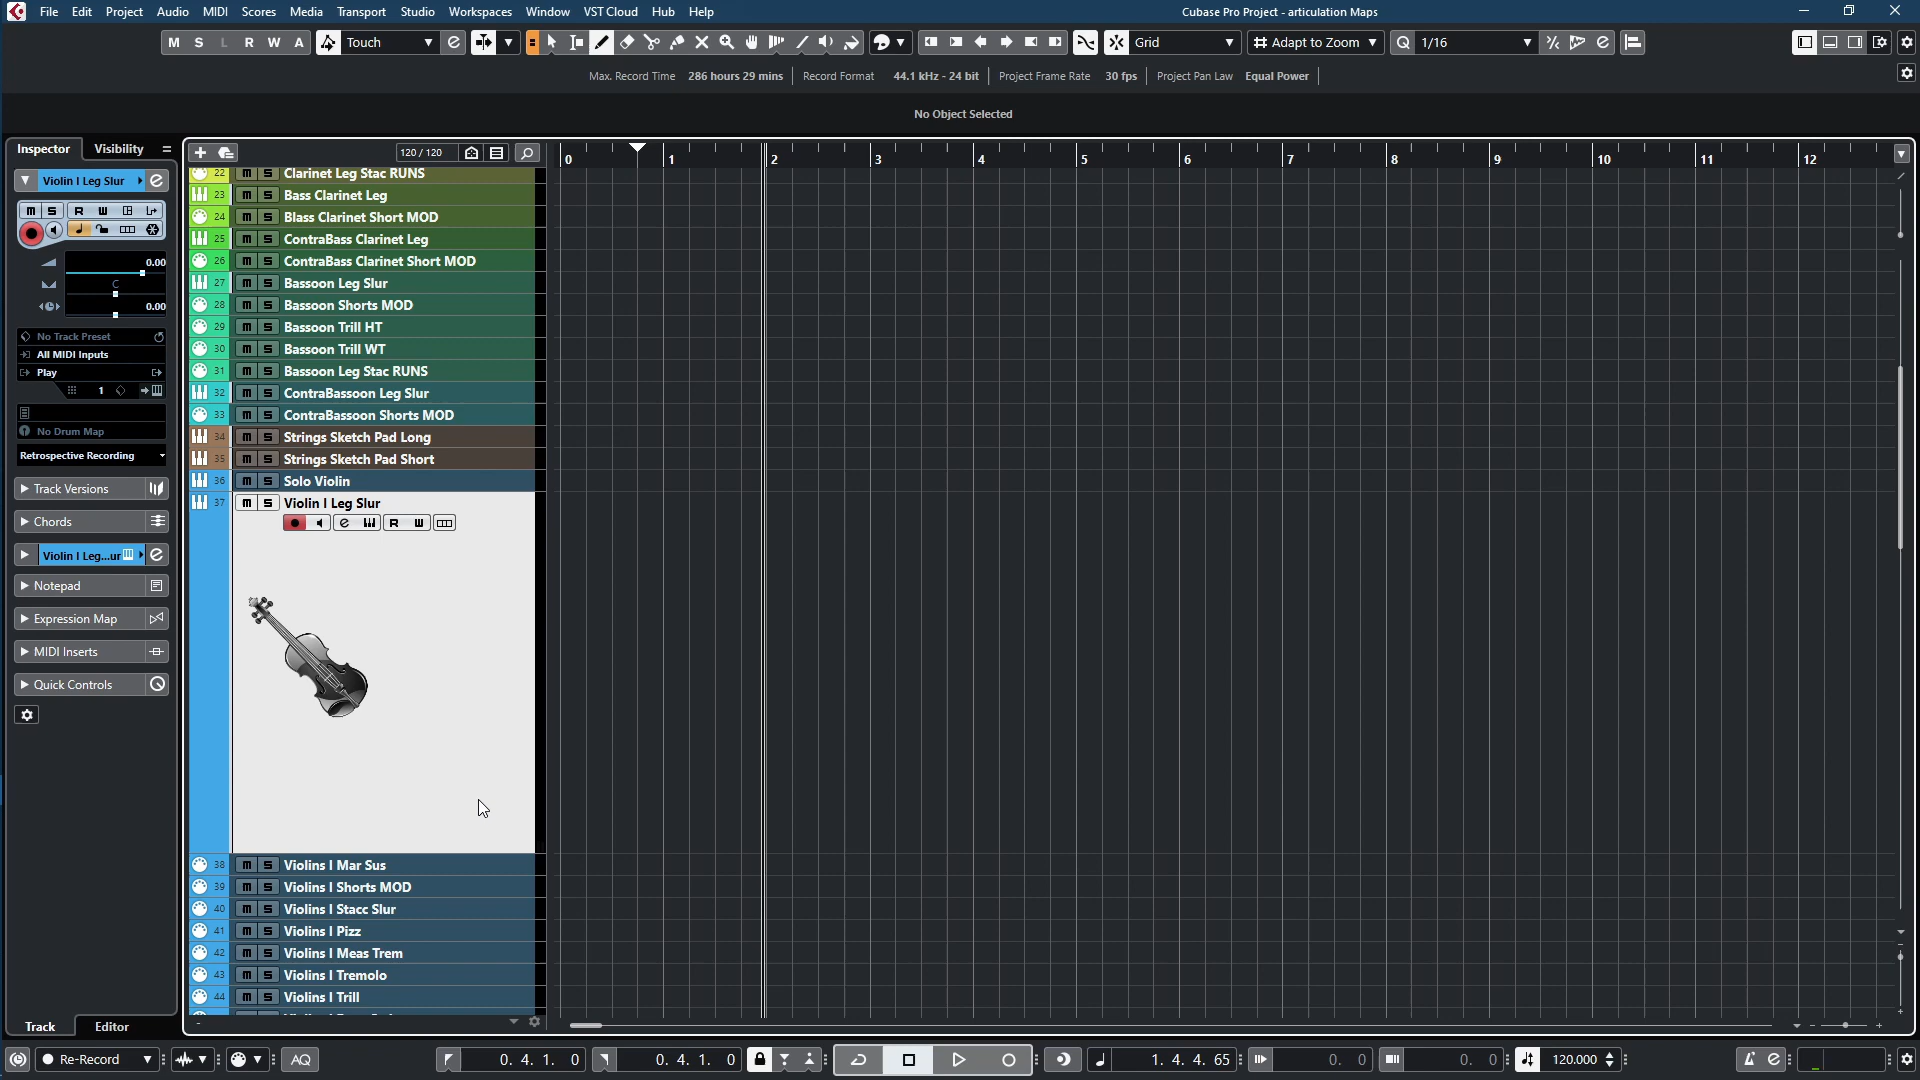 File Edit Project Audio MIDI Scores Media Transport Studio Workspaces Window VST Cloud Hub Help
Cubase Pro Project - articulation Maps
M S L R W A Touch Grid Adapt to Zoom Q 1/16
Max. Record Time 286 hours 29 mins Record Format 44.1 kHz - 24 bit Project Frame Rate 30 fps Project Pan Law Equal Power
No Object Selected
Inspector Visibility
120 / 120
0 1 2 3 4 5 6 7 8 9 10 11 12
Violin I Leg Slur
M S R W
0.00
C
0.00
No Track Preset
All MIDI Inputs
Play
1
No Drum Map
Retrospective Recording
Track Versions
Chords
Violin I Leg...ur
Notepad
Expression Map
MIDI Inserts
Quick Controls
22 m S Clarinet Leg Stac RUNS
23 m S Bass Clarinet Leg
24 m S Blass Clarinet Short MOD
25 m S ContraBass Clarinet Leg
26 m S ContraBass Clarinet Short MOD
27 m S Bassoon Leg Slur
28 m S Bassoon Shorts MOD
29 m S Bassoon Trill HT
30 m S Bassoon Trill WT
31 m S Bassoon Leg Stac RUNS
32 m S ContraBassoon Leg Slur
33 m S ContraBassoon Shorts MOD
34 m S Strings Sketch Pad Long
35 m S Strings Sketch Pad Short
36 m S Solo Violin
37 m S Violin I Leg Slur
e R W
38 m S Violins I Mar Sus
39 m S Violins I Shorts MOD
40 m S Violins I Stacc Slur
41 m S Violins I Pizz
42 m S Violins I Meas Trem
43 m S Violins I Tremolo
44 m S Violins I Trill
Track Editor
Re-Record AQ 0. 4. 1. 0 0. 4. 1. 0 1. 4. 4. 65 0. 0 0. 0 120.000